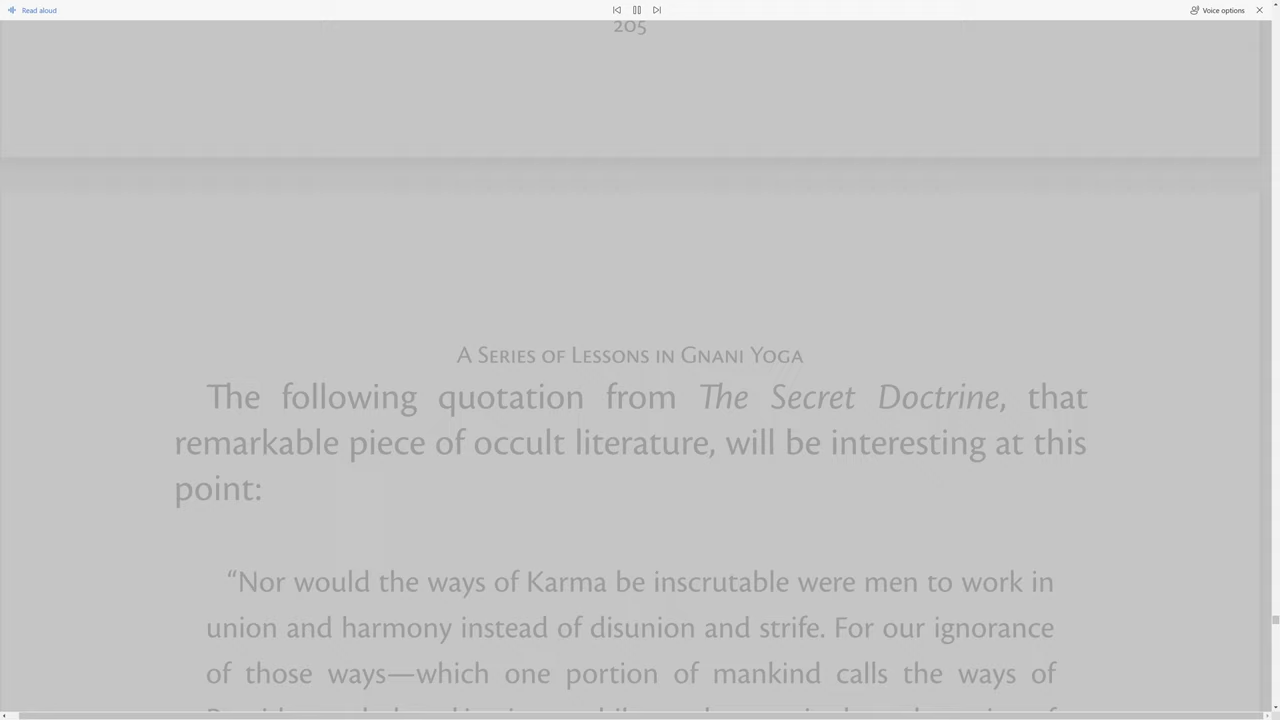 Read aloud
Voice options
205
A Series of Lessons in Gnani Yoga
The following quotation from The Secret Doctrine, that
remarkable piece of occult literature, will be interesting at this
point:
“Nor would the ways of Karma be inscrutable were men to work in
union and harmony instead of disunion and strife. For our ignorance
of those ways—which one portion of mankind calls the ways of